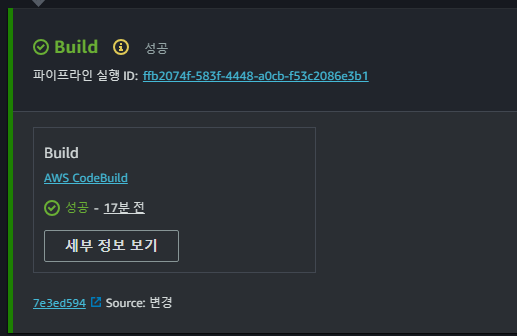 Build 성공
파이프라인 실행 ID: ffb2074f-583f-4448-a0cb-f53c2086e3b1
Build
AWS CodeBuild
성공 - 17분 전
세부 정보 보기
7e3ed594 Source: 변경